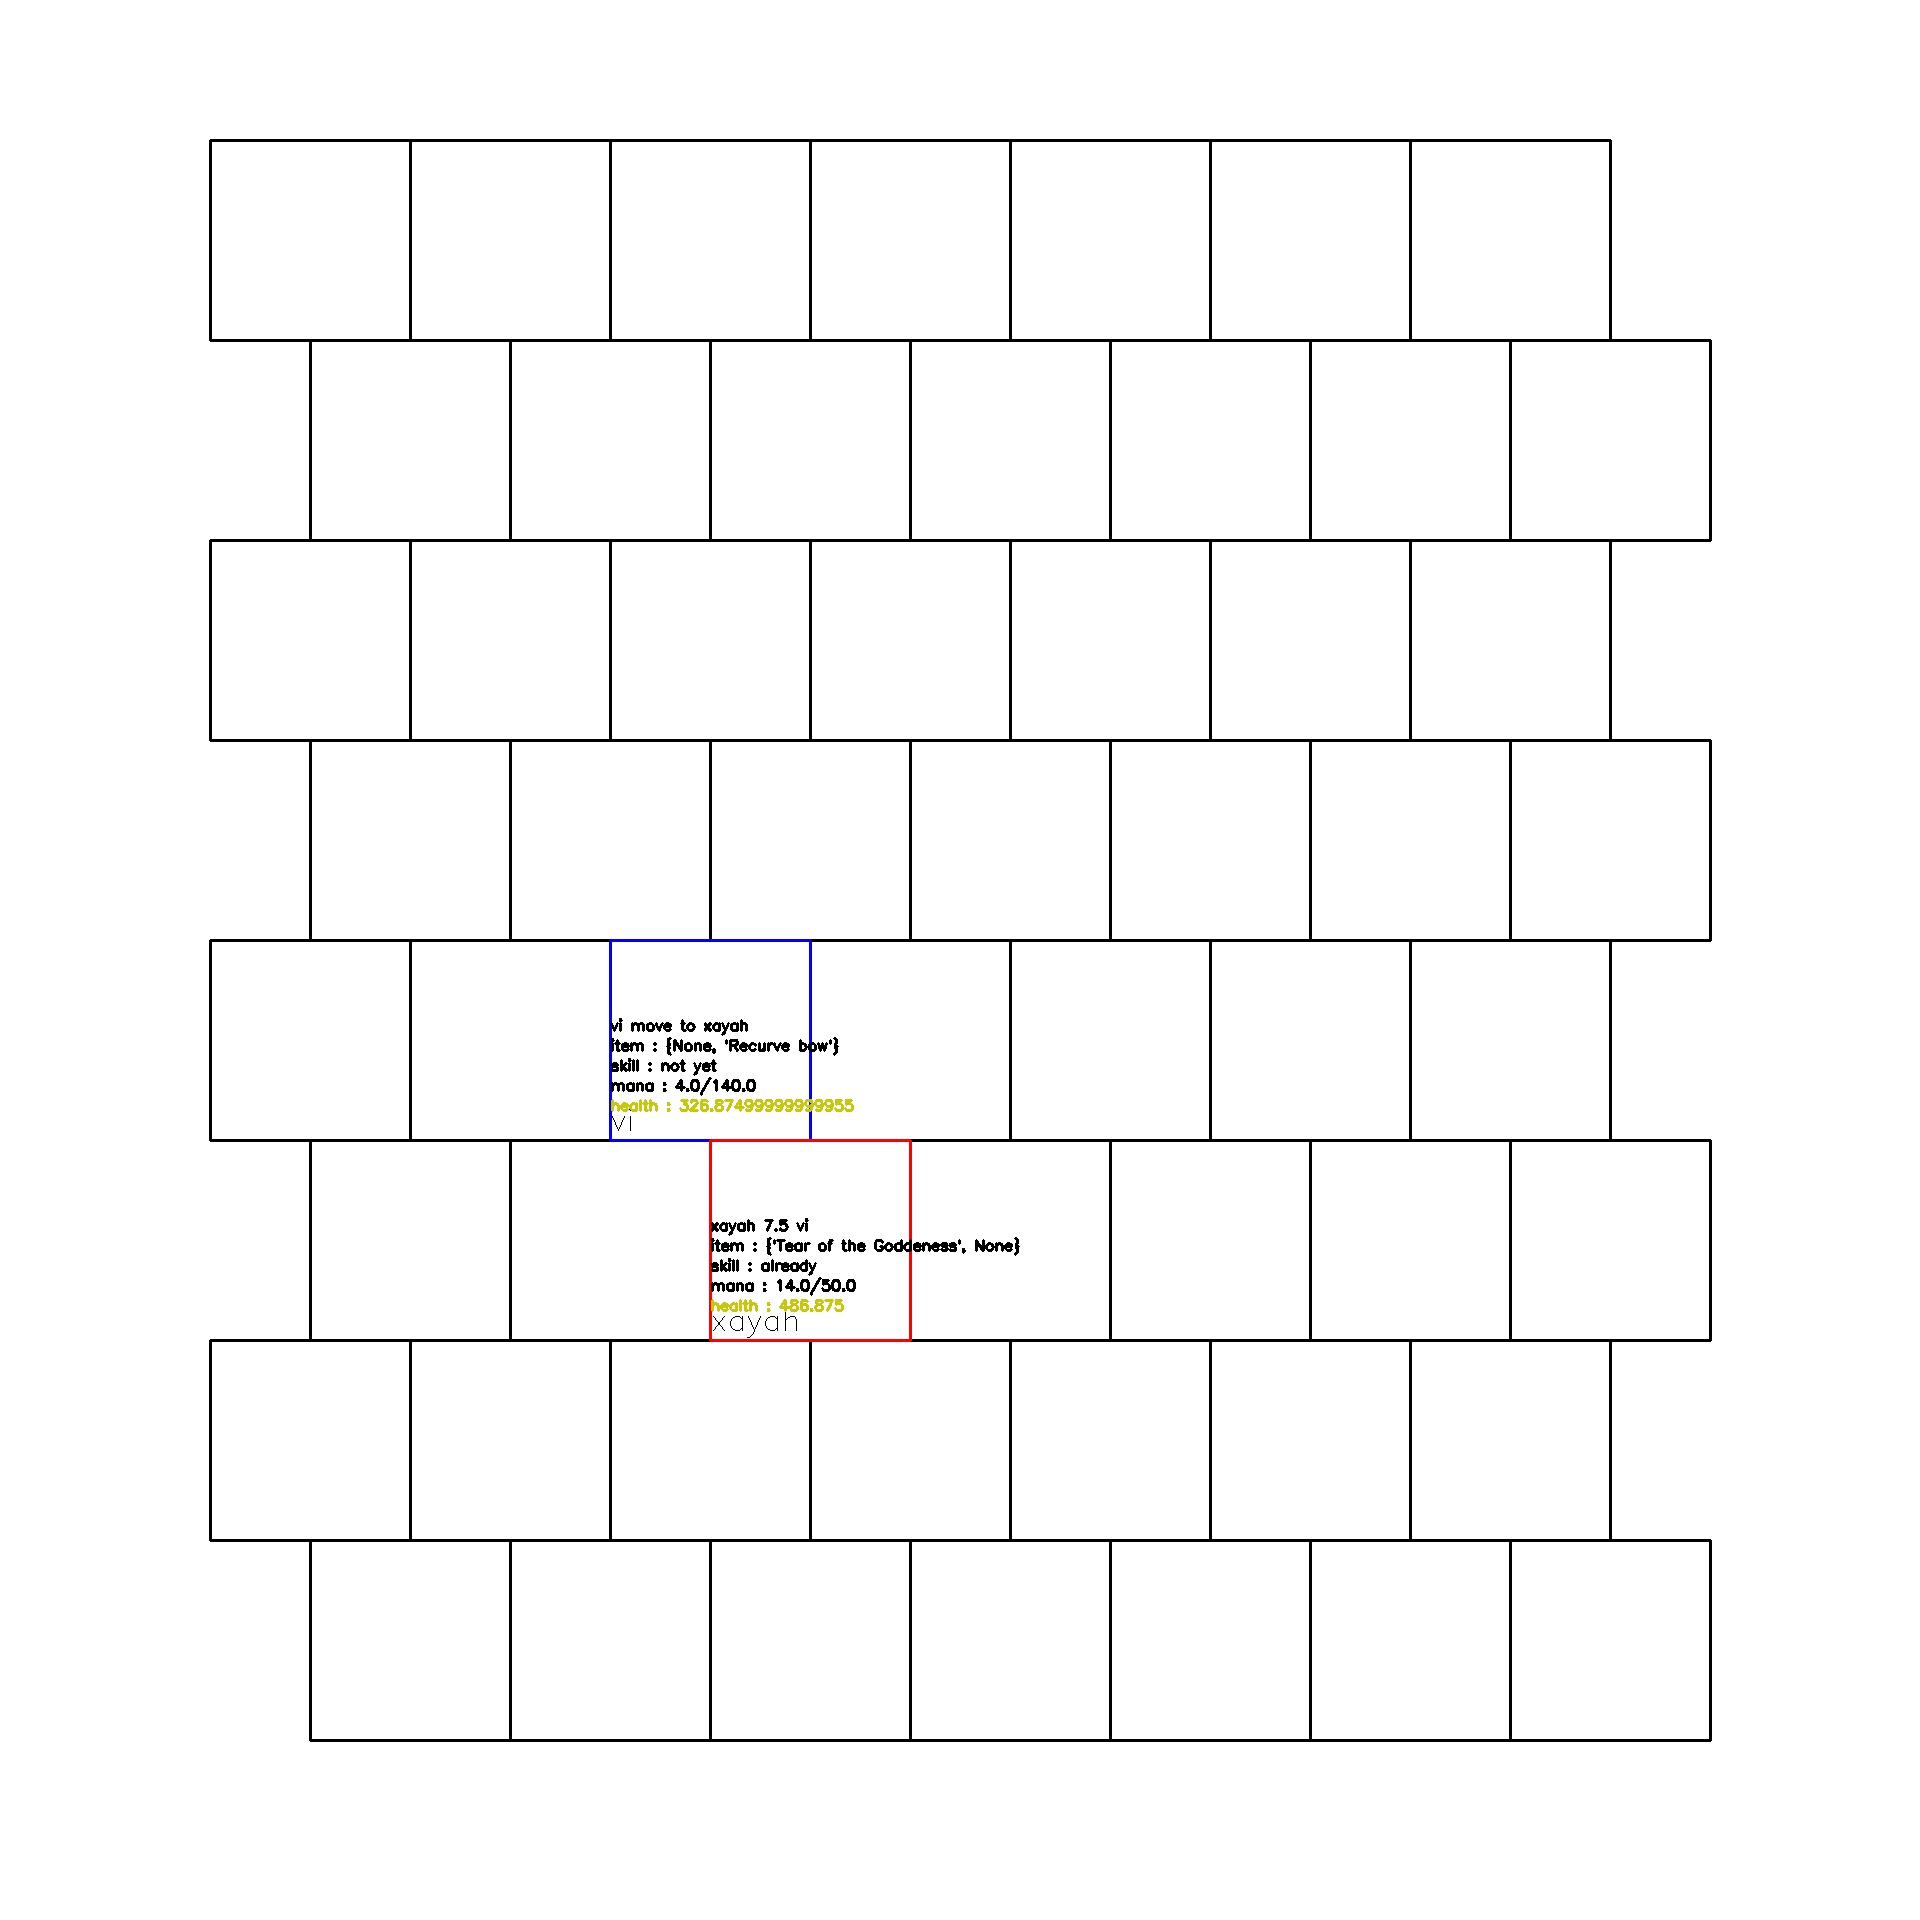 vi move to xayah
item : {None, 'Recurve bow'}
skill : not yet
mana : 4.0/140.0
health : 326.87499999999955
vi
xayah 7.5 vi
item : {'Tear of the Goddeness', None}
skill : already
mana : 14.0/50.0
health : 486.875
xayah